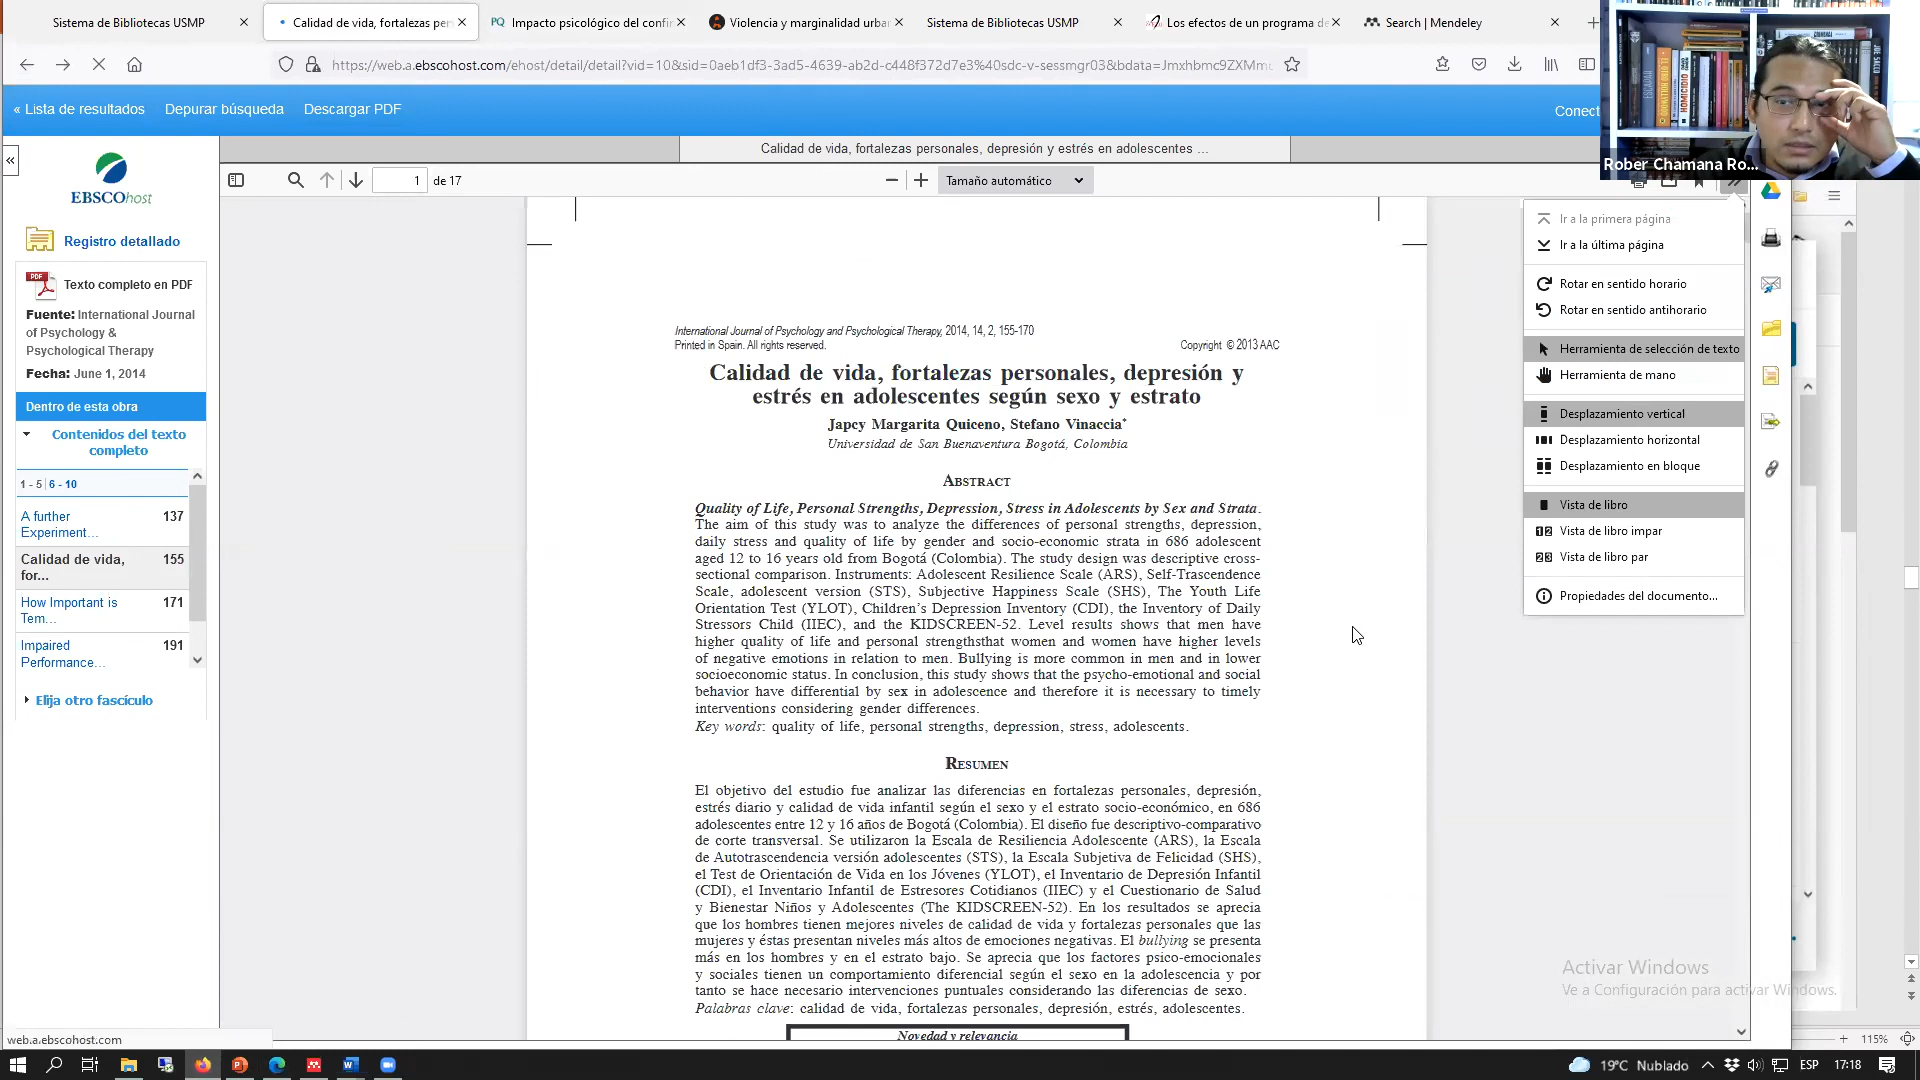 Sistema de Bibliotecas USMP
Calidad de vida, fortalezas per
Impacto psicológico del confin
Violencia y marginalidad urban
Sistema de Bibliotecas USMP
Los efectos de un programa de
Search | Mendeley
https://web.a.ebscohost.com/ehost/detail/detail?vid=10&sid=0aeb1df3-3ad5-4639-ab2d-c448f372d7e3%40sdc-v-sessmgr03&bdata=Jmxhbmc9ZXMm
« Lista de resultados
Depurar búsqueda
Descargar PDF
Conect
Rober Chamana Ro...
Calidad de vida, fortalezas personales, depresión y estrés en adolescentes ...
1 de 17
Tamaño automático
EBSCOhost
Registro detallado
PDF
Texto completo en PDF
Fuente: International Journal
of Psychology &
Psychological Therapy
Fecha: June 1, 2014
Dentro de esta obra
Contenidos del texto
completo
1 - 5 | 6 - 10
A further
Experiment...
137
Calidad de vida,
for...
155
How Important is
Tem...
171
Impaired
Performance...
191
Elija otro fascículo
International Journal of Psychology and Psychological Therapy, 2014, 14, 2, 155-170
Printed in Spain. All rights reserved.
Copyright © 2013 AAC
Calidad de vida, fortalezas personales, depresión y
estrés en adolescentes según sexo y estrato
Japcy Margarita Quiceno, Stefano Vinaccia*
Universidad de San Buenaventura Bogotá, Colombia
Abstract
Quality of Life, Personal Strengths, Depression, Stress in Adolescents by Sex and Strata.
The aim of this study was to analyze the differences of personal strengths, depression,
daily stress and quality of life by gender and socio-economic strata in 686 adolescent
aged 12 to 16 years old from Bogotá (Colombia). The study design was descriptive cross-
sectional comparison. Instruments: Adolescent Resilience Scale (ARS), Self-Trascendence
Scale, adolescent version (STS), Subjective Happiness Scale (SHS), The Youth Life
Orientation Test (YLOT), Children's Depression Inventory (CDI), the Inventory of Daily
Stressors Child (IIEC), and the KIDSCREEN-52. Level results shows that men have
higher quality of life and personal strengthsthat women and women have higher levels
of negative emotions in relation to men. Bullying is more common in men and in lower
socioeconomic status. In conclusion, this study shows that the psycho-emotional and social
behavior have differential by sex in adolescence and therefore it is necessary to timely
interventions considering gender differences.
Key words: quality of life, personal strengths, depression, stress, adolescents.
Resumen
El objetivo del estudio fue analizar las diferencias en fortalezas personales, depresión,
estrés diario y calidad de vida infantil según el sexo y el estrato socio-económico, en 686
adolescentes entre 12 y 16 años de Bogotá (Colombia). El diseño fue descriptivo-comparativo
de corte transversal. Se utilizaron la Escala de Resiliencia Adolescente (ARS), la Escala
de Autotrascendencia versión adolescentes (STS), la Escala Subjetiva de Felicidad (SHS),
el Test de Orientación de Vida en los Jóvenes (YLOT), el Inventario de Depresión Infantil
(CDI), el Inventario Infantil de Estresores Cotidianos (IIEC) y el Cuestionario de Salud
y Bienestar Niños y Adolescentes (The KIDSCREEN-52). En los resultados se aprecia
que los hombres tienen mejores niveles de calidad de vida y fortalezas personales que las
mujeres y éstas presentan niveles más altos de emociones negativas. El bullying se presenta
más en los hombres y en el estrato bajo. Se aprecia que los factores psico-emocionales
y sociales tienen un comportamiento diferencial según el sexo en la adolescencia y por
tanto se hace necesario intervenciones puntuales considerando las diferencias de sexo.
Palabras clave: calidad de vida, fortalezas personales, depresión, estrés, adolescentes.
Novedad y relevancia
Ir a la primera página
Ir a la última página
Rotar en sentido horario
Rotar en sentido antihorario
Herramienta de selección de texto
Herramienta de mano
Desplazamiento vertical
Desplazamiento horizontal
Desplazamiento en bloque
Vista de libro
Vista de libro impar
Vista de libro par
Propiedades del documento...
Activar Windows
Ve a Configuración para activar Windows.
web.a.ebscohost.com
115%
19°C Nublado
ESP
17:18